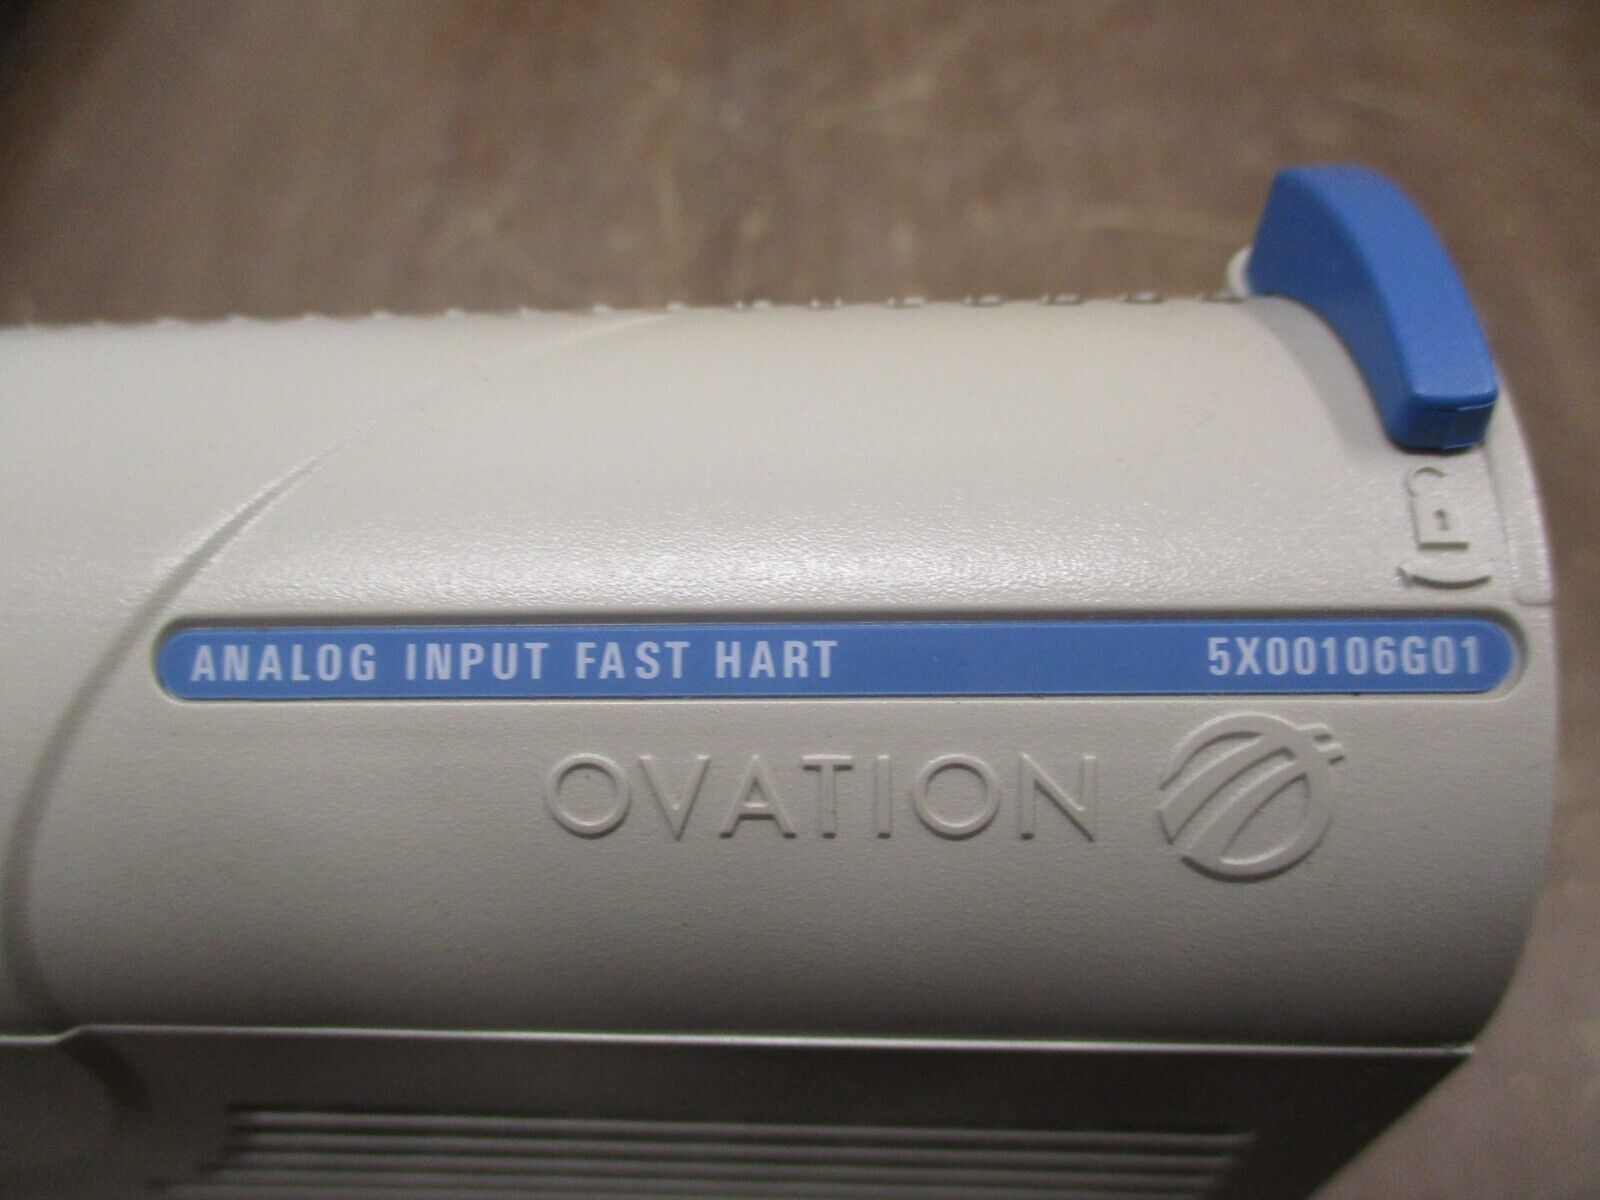 ANALOG INPUT FAST HART 5X00106G01
OVATION